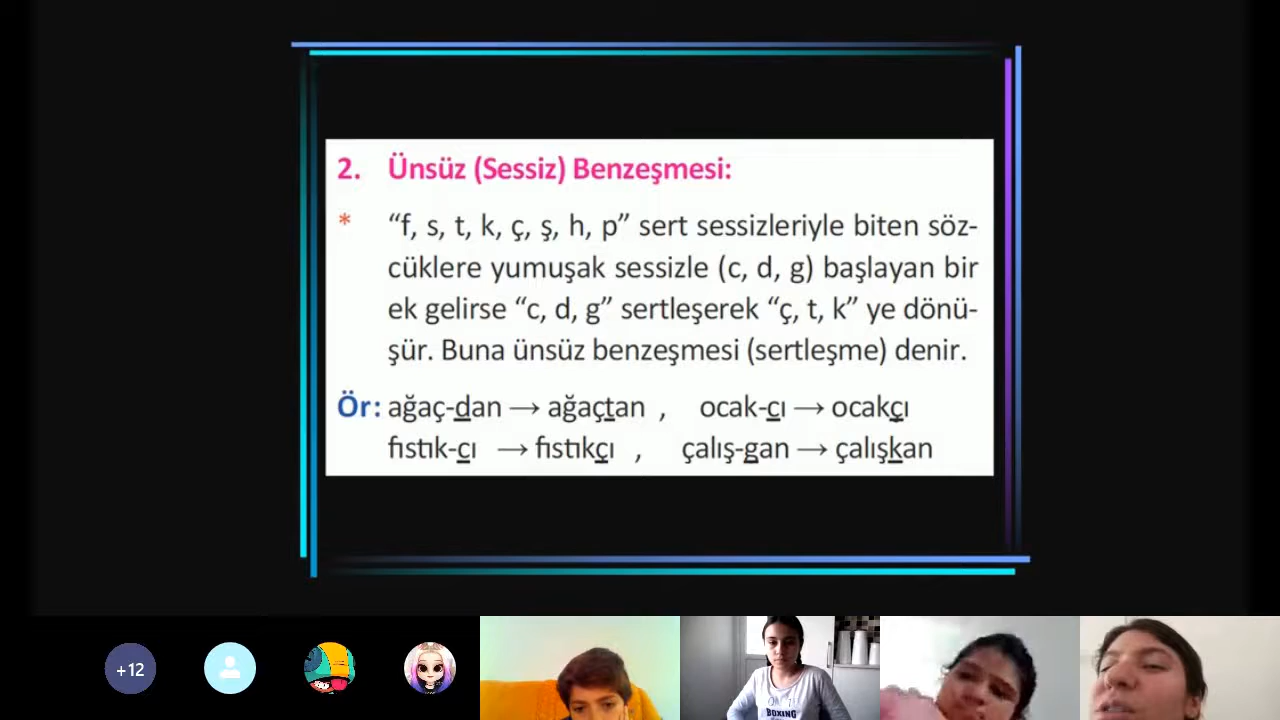 2. Ünsüz (Sessiz) Benzeşmesi:
* “f, s, t, k, ç, ş, h, p” sert sessizleriyle biten söz-
cüklere yumuşak sessizle (c, d, g) başlayan bir
ek gelirse “c, d, g” sertleşerek “ç, t, k” ye dönü-
şür. Buna ünsüz benzeşmesi (sertleşme) denir.
Ör: ağaç-dan → ağaçtan , ocak-cı → ocakçı
fıstık-cı → fıstıkçı , çalış-gan → çalışkan
+12
BOXING